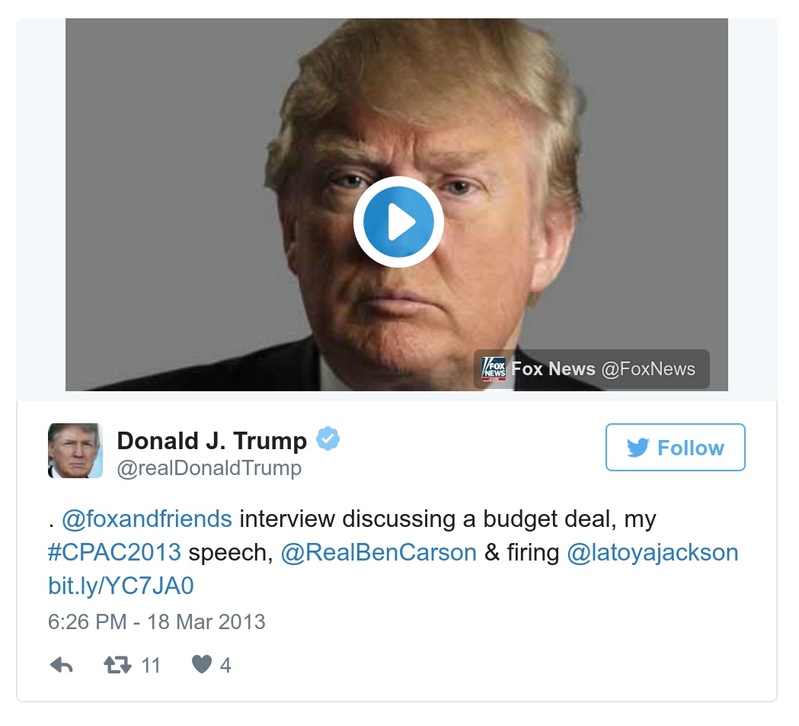 FOX
NEWS
Fox News @FoxNews
Donald J. Trump
@realDonaldTrump
Follow
. @foxandfriends interview discussing a budget deal, my
#CPAC2013 speech, @RealBenCarson & firing @latoyajackson
bit.ly/YC7JA0
6:26 PM - 18 Mar 2013
11 4